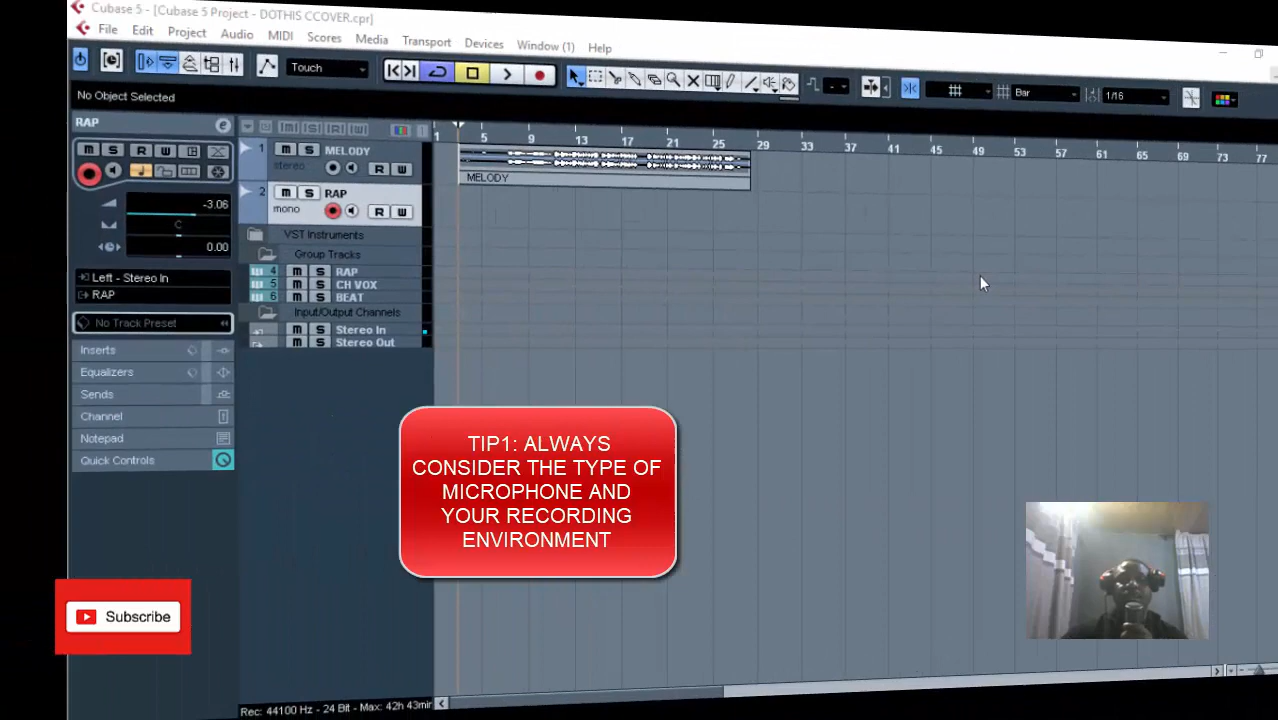 Cubase 5 - [Cubase 5 Project - DOTHIS CCOVER.cpr]
File Edit Project Audio MIDI Scores Media Transport Devices Window (1) Help
Touch
Bar
1/16
No Object Selected
RAP
1 5 9 13 17 21 25 29 33 37 41 45 49 53 57 61 65 69 73 77
M S R W
-3.06
C
0.00
Left - Stereo In
RAP
No Track Preset
Inserts
Equalizers
Sends
Channel
Notepad
Quick Controls
1 M S MELODY
stereo R W
MELODY
2 M S RAP
mono R W
VST Instruments
Group Tracks
4 M S RAP
5 M S CH VOX
6 M S BEAT
Input/Output Channels
M S Stereo In
M S Stereo Out
TIP1: ALWAYS
CONSIDER THE TYPE OF
MICROPHONE AND
YOUR RECORDING
ENVIRONMENT
Subscribe
Rec: 44100 Hz - 24 Bit - Max: 42h 43min